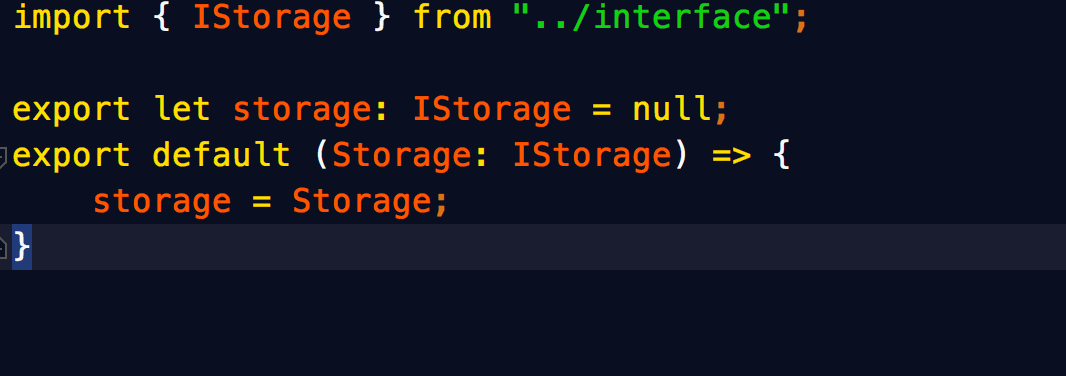 import { IStorage } from "../interface";
export let storage: IStorage = null;
export default (Storage: IStorage) => {
storage = Storage;
}